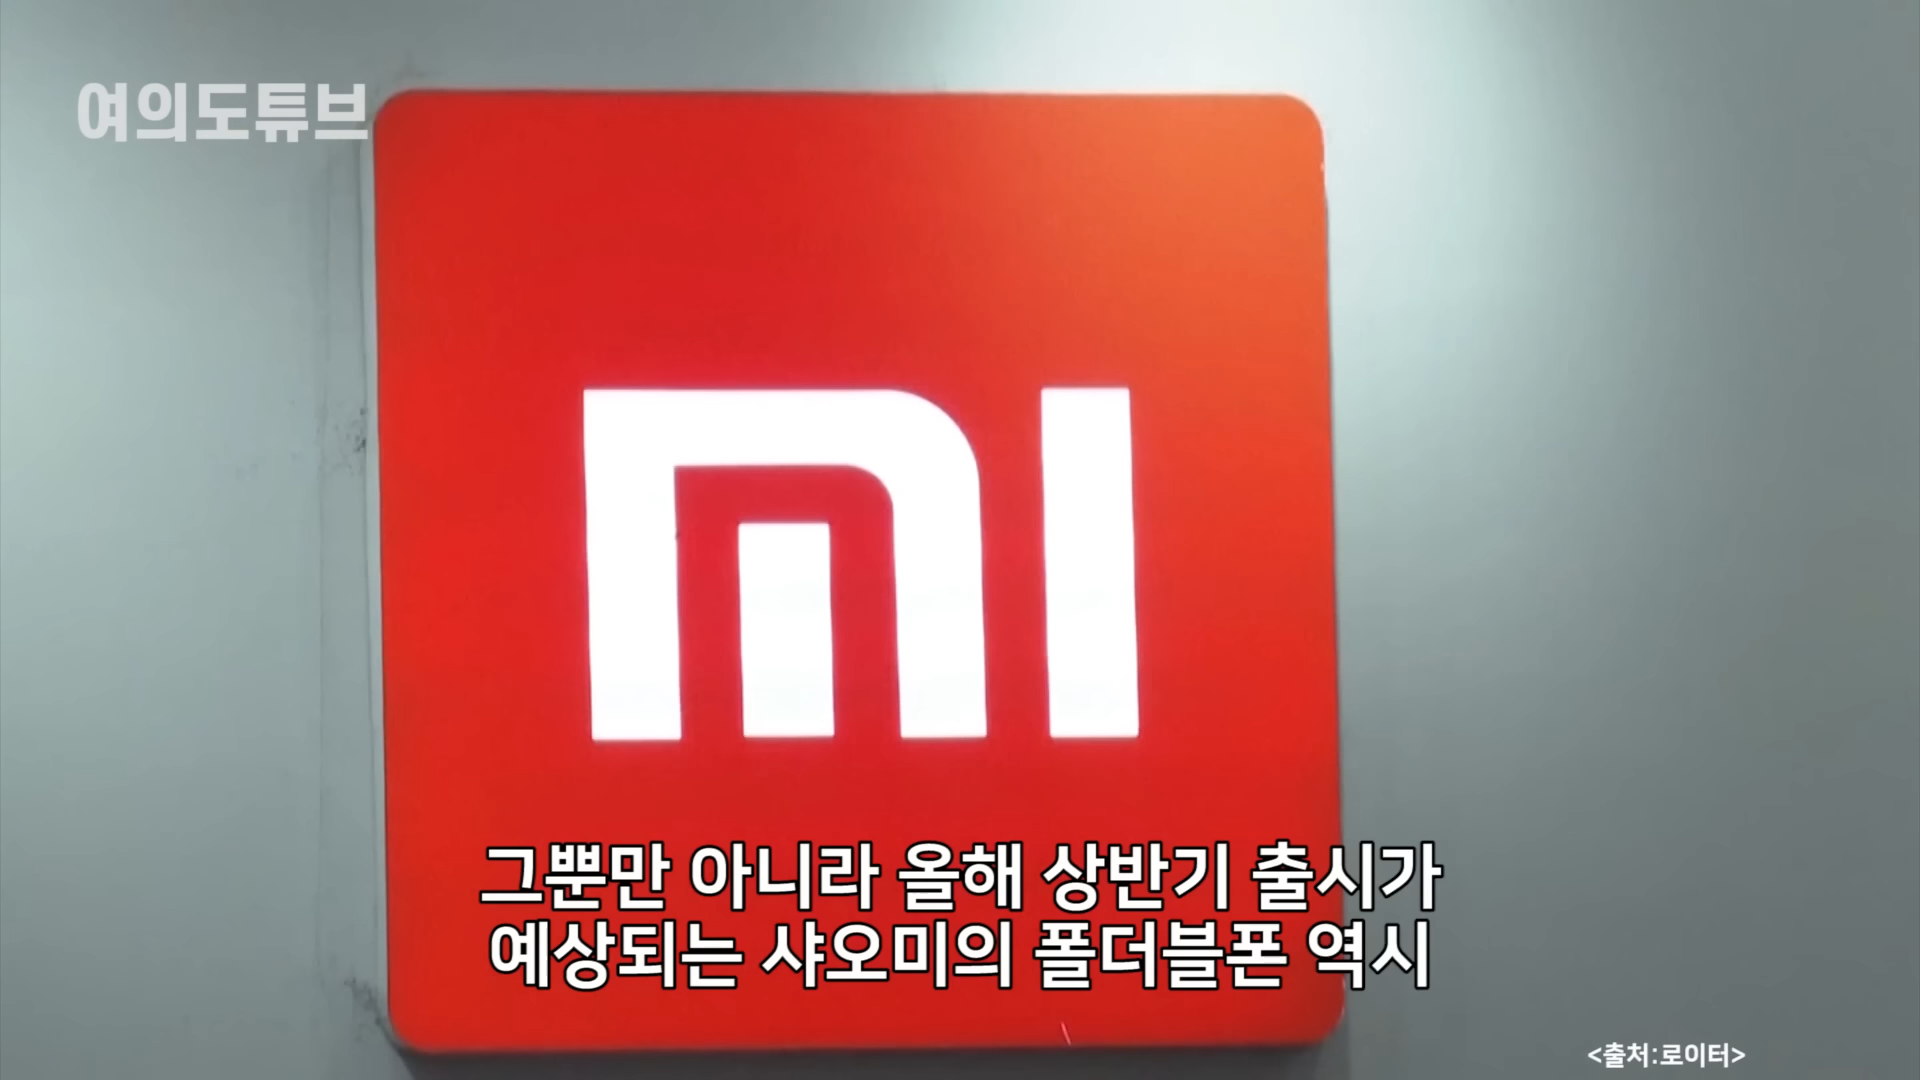 여의도튜브
mi
그뿐만 아니라 올해 상반기 출시가
예상되는 샤오미의 폴더블폰 역시
<출처:로이터>